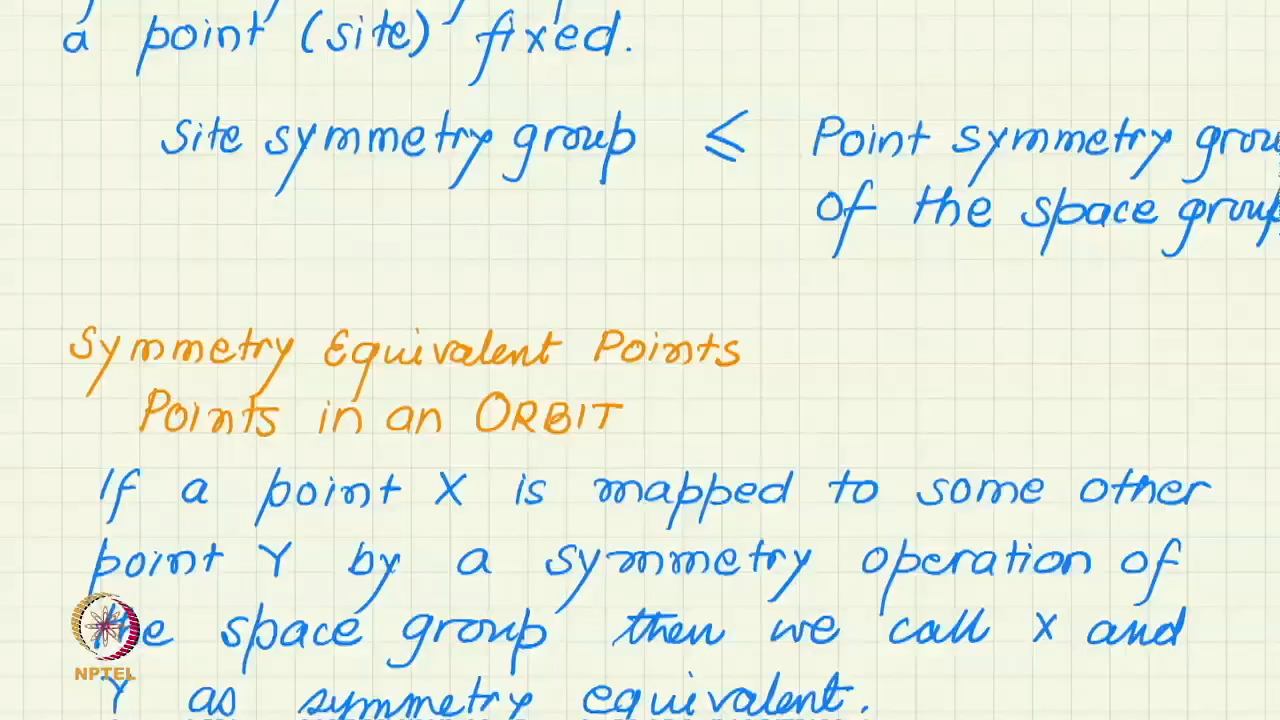 a point (site) fixed.
Site symmetry group ⩽ Point symmetry grou
of the space group
Symmetry Equivalent Points
Points in an ORBIT
If a point X is mapped to some other
point Y by a symmetry operation of
the space group then we call X and
Y as symmetry equivalent.
NPTEL